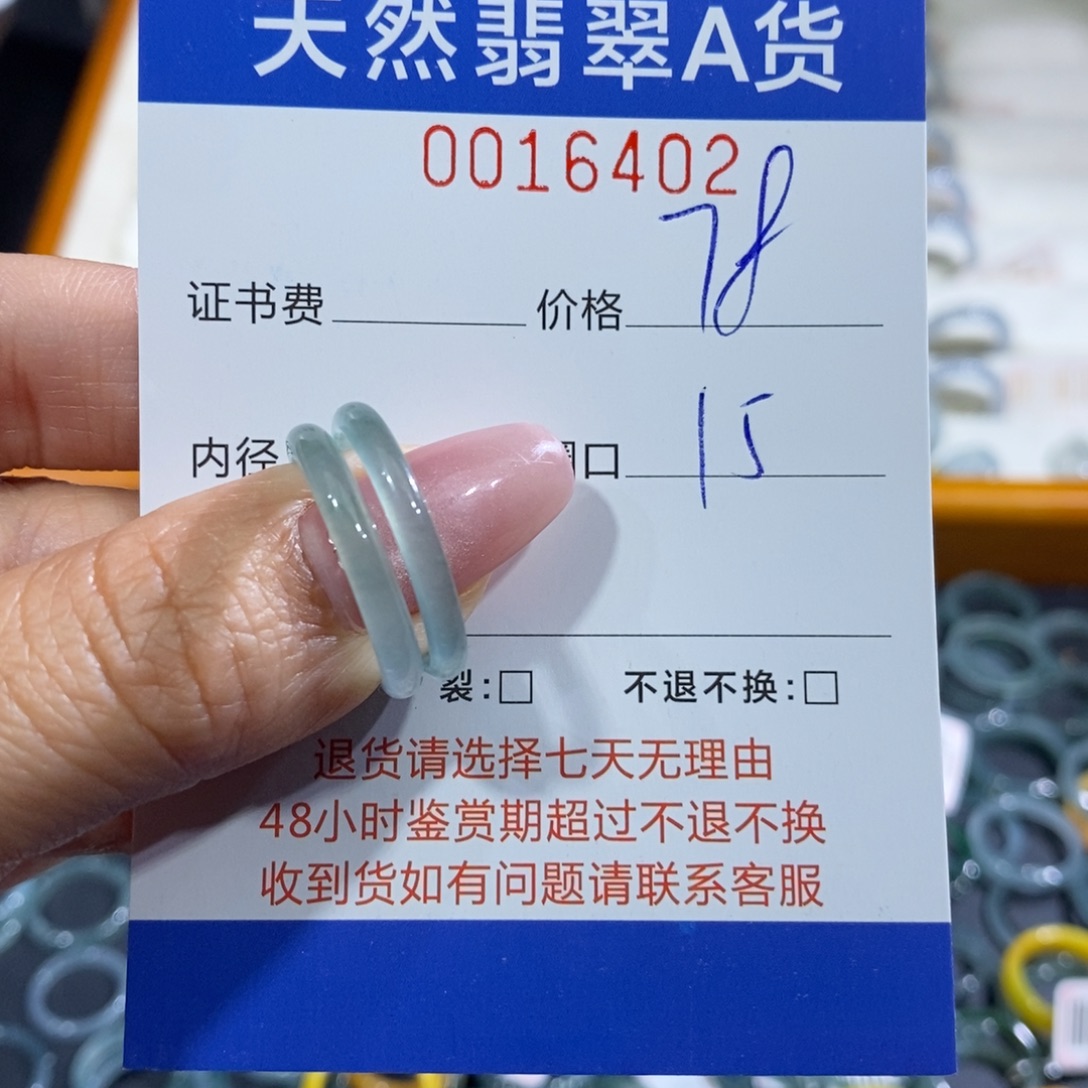 天然翡翠A货
0016402
证书费 价格 78
内径 圈口 15
裂:□ 不退不换:□
退货请选择七天无理由
48小时鉴赏期超过不退不换
收到货如有问题请联系客服